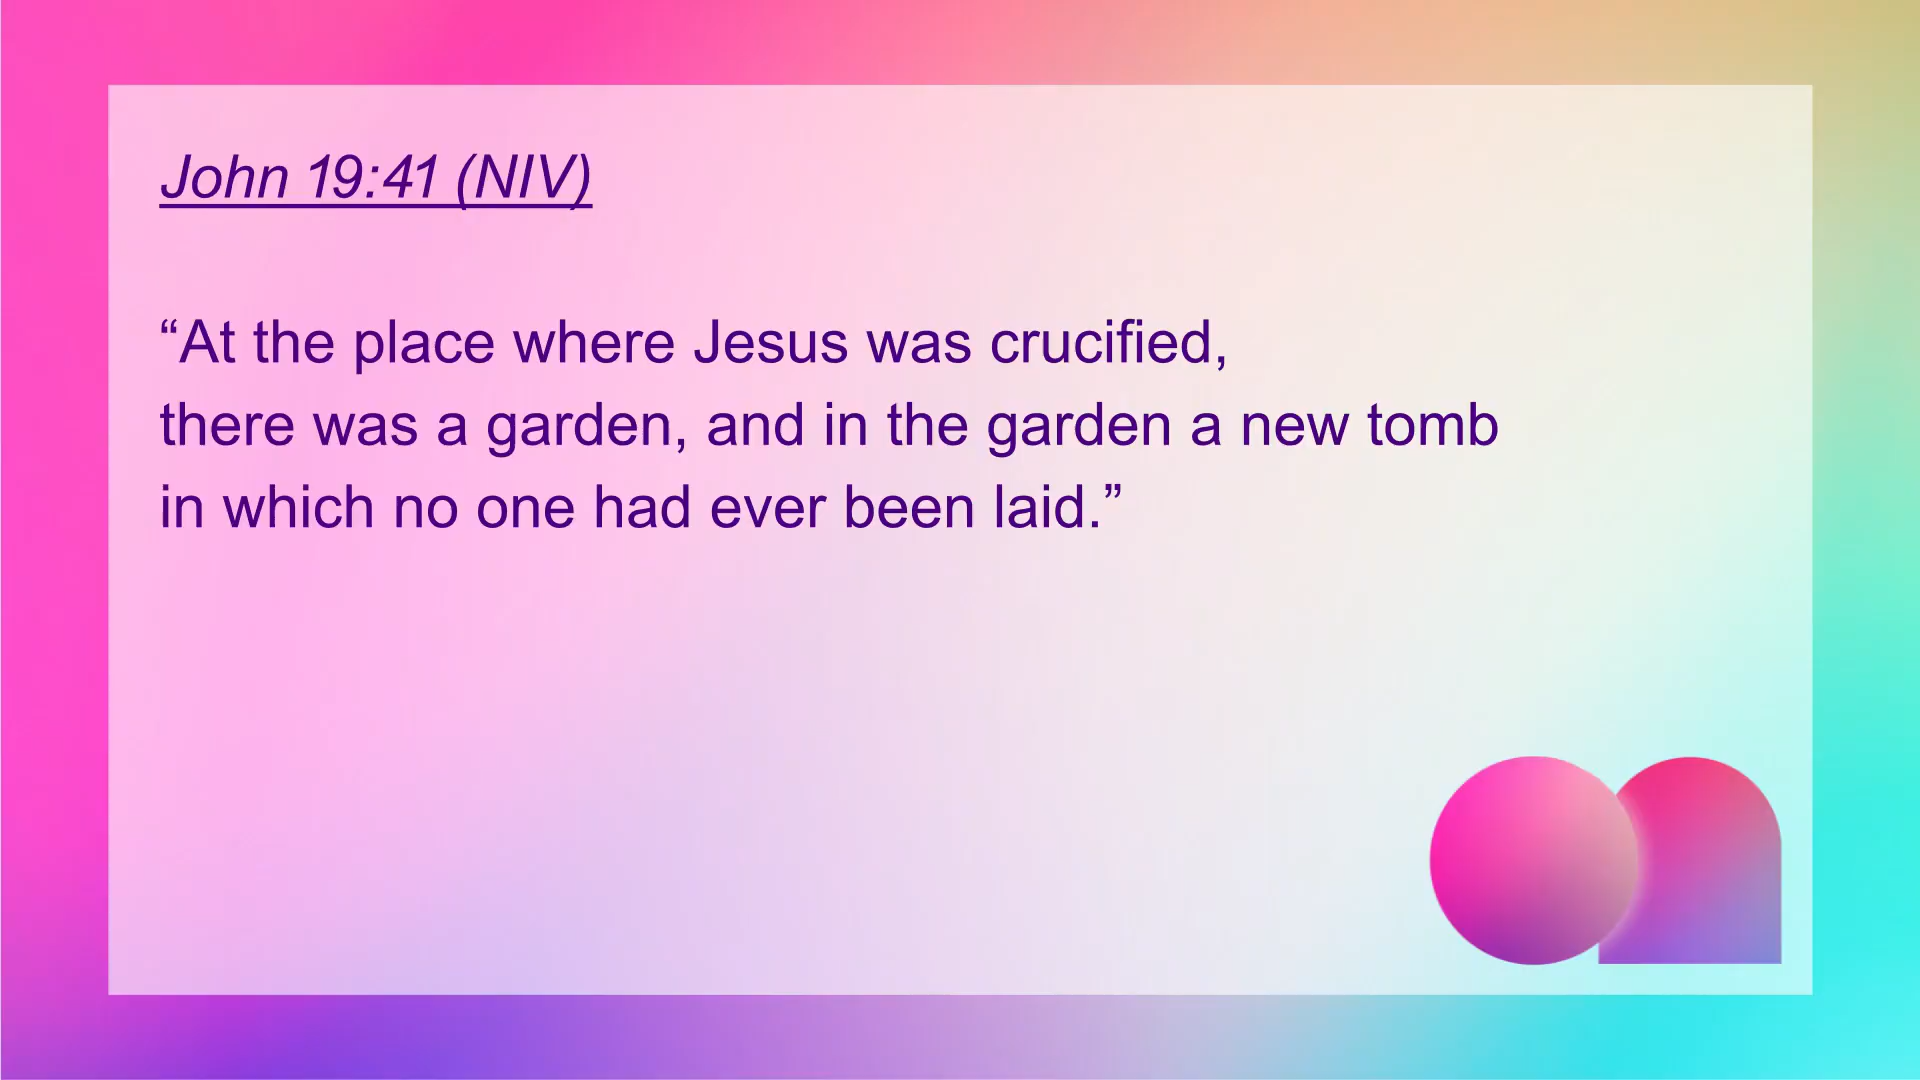 John 19:41 (NIV)
“At the place where Jesus was crucified,
there was a garden, and in the garden a new tomb
in which no one had ever been laid.”